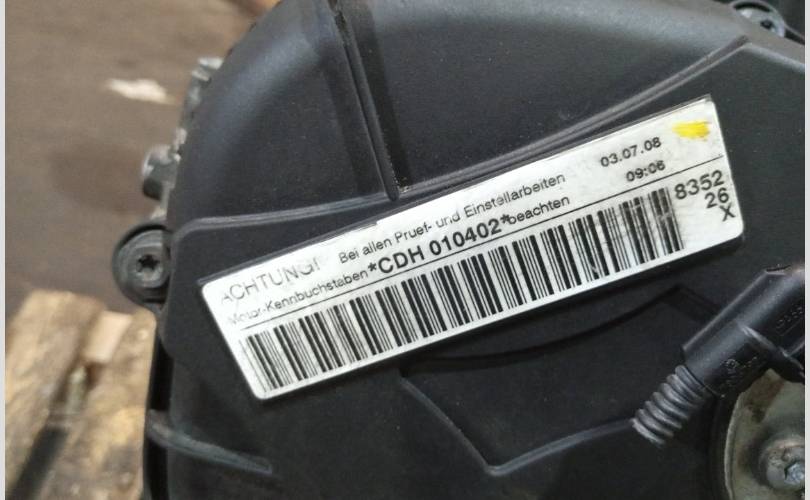 ACHTUNG! Bei allen Pruef- und Einstellarbeiten 03.07.08
Motor-Kennbuchstaben *CDH 010402* beachten 09:06
8352
26
X